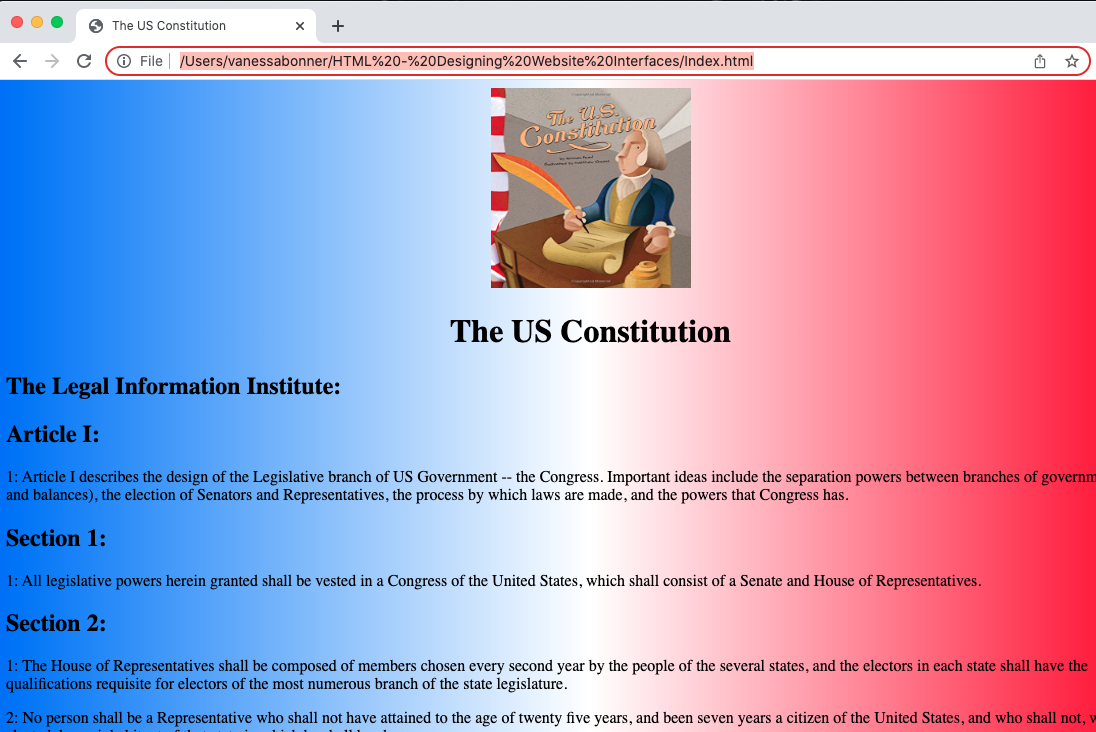 The US Constitution
File
/Users/vanessabonner/HTML%20-%20Designing%20Website%20Interfaces/Index.html
The U.S.
Constitution
The US Constitution
The Legal Information Institute:
Article I:
1: Article I describes the design of the Legislative branch of US Government -- the Congress. Important ideas include the separation powers between branches of governm
and balances), the election of Senators and Representatives, the process by which laws are made, and the powers that Congress has.
Section 1:
1: All legislative powers herein granted shall be vested in a Congress of the United States, which shall consist of a Senate and House of Representatives.
Section 2:
1: The House of Representatives shall be composed of members chosen every second year by the people of the several states, and the electors in each state shall have the
qualifications requisite for electors of the most numerous branch of the state legislature.
2: No person shall be a Representative who shall not have attained to the age of twenty five years, and been seven years a citizen of the United States, and who shall not, w